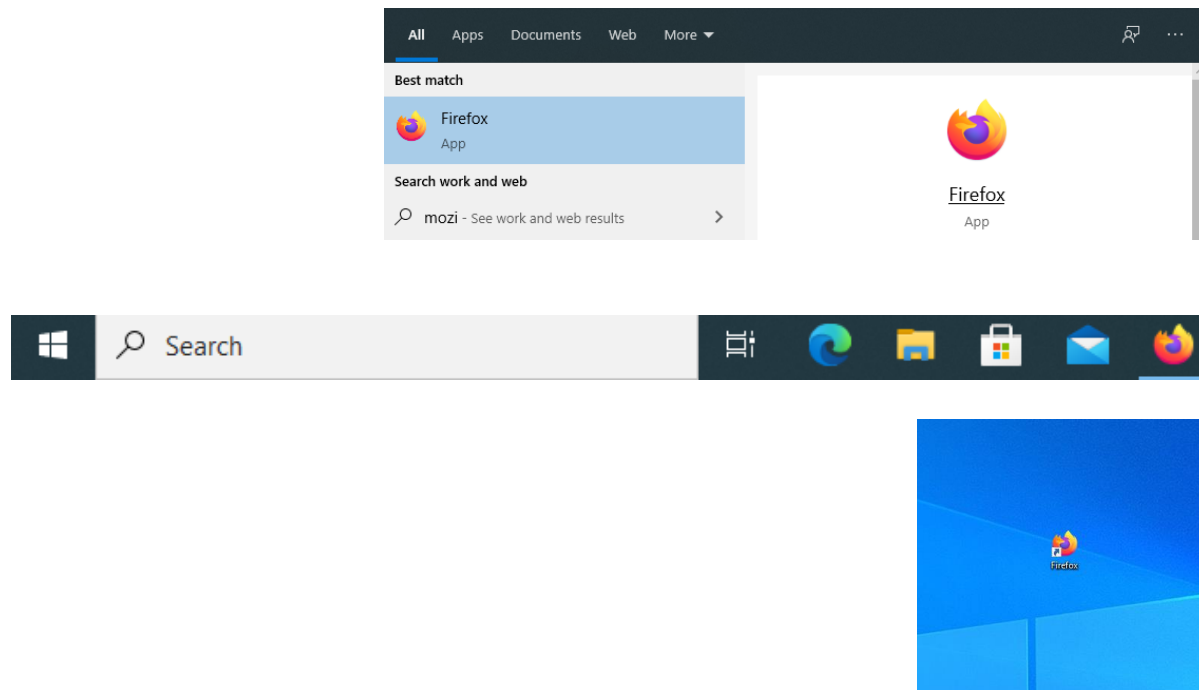 All Apps Documents Web More
Best match
Firefox
App
Search work and web
mozi - See work and web results
Firefox
App
Search
Firefox